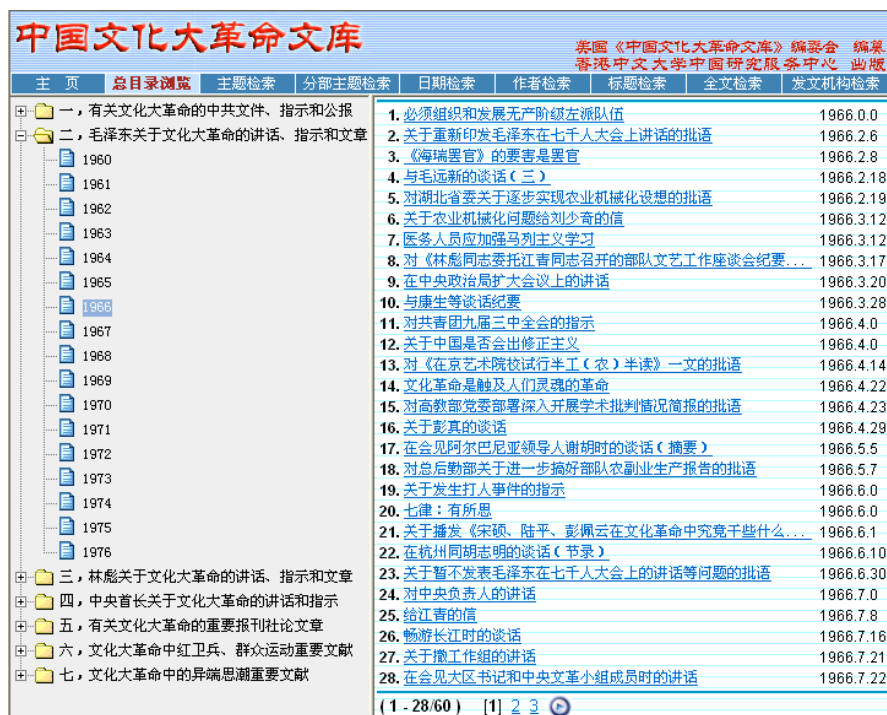 中国文化大革命文库
美国《中国文化大革命文库》编委会 编纂
香港中文大学中国研究服务中心 出版
主 页 总目录浏览 主题检索 分部主题检索 日期检索 作者检索 标题检索 全文检索 发文机构检索
一，有关文化大革命的中共文件、指示和公报
二，毛泽东关于文化大革命的讲话、指示和文章
1960
1961
1962
1963
1964
1965
1966
1967
1968
1969
1970
1971
1972
1973
1974
1975
1976
三，林彪关于文化大革命的讲话、指示和文章
四，中央首长关于文化大革命的讲话和指示
五，有关文化大革命的重要报刊社论文章
六，文化大革命中红卫兵、群众运动重要文献
七，文化大革命中的异端思潮重要文献
1. 必须组织和发展无产阶级左派队伍 1966.0.0
2. 关于重新印发毛泽东在七千人大会上讲话的批语 1966.2.6
3. 《海瑞罢官》的要害是罢官 1966.2.8
4. 与毛远新的谈话(三) 1966.2.18
5. 对湖北省委关于逐步实现农业机械化设想的批语 1966.2.19
6. 关于农业机械化问题给刘少奇的信 1966.3.12
7. 医务人员应加强马列主义学习 1966.3.12
8. 对《林彪同志委托江青同志召开的部队文艺工作座谈会纪要... 1966.3.17
9. 在中央政治局扩大会议上的讲话 1966.3.20
10. 与康生等谈话纪要 1966.3.28
11. 对共青团九届三中全会的指示 1966.4.0
12. 关于中国是否会出修正主义 1966.4.0
13. 对《在京艺术院校试行半工(农)半读》一文的批语 1966.4.14
14. 文化革命是触及人们灵魂的革命 1966.4.22
15. 对高教部党委部署深入开展学术批判情况简报的批语 1966.4.23
16. 关于彭真的谈话 1966.4.29
17. 在会见阿尔巴尼亚领导人谢胡时的谈话(摘要) 1966.5.5
18. 对总后勤部关于进一步搞好部队农副业生产报告的批语 1966.5.7
19. 关于发生打人事件的指示 1966.6.0
20. 七律：有所思 1966.6.0
21. 关于播发《宋硕、陆平、彭佩云在文化革命中究竟干些什么... 1966.6.1
22. 在杭州同胡志明的谈话(节录) 1966.6.10
23. 关于暂不发表毛泽东在七千人大会上的讲话等问题的批语 1966.6.30
24. 对中央负责人的讲话 1966.7.0
25. 给江青的信 1966.7.8
26. 畅游长江时的谈话 1966.7.16
27. 关于撤工作组的讲话 1966.7.21
28. 在会见大区书记和中央文革小组成员时的讲话 1966.7.22
(1 - 28/60) [1] 2 3